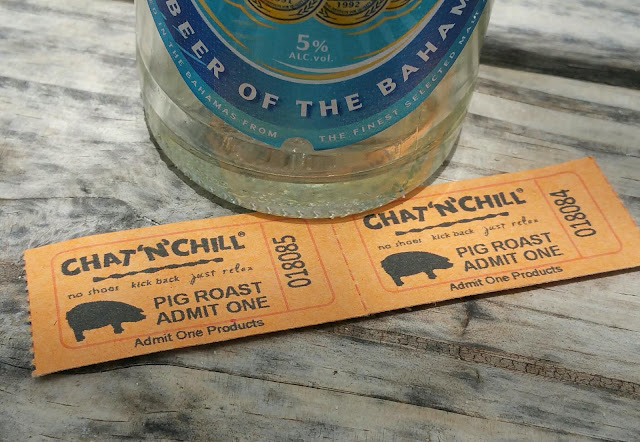 1992
5%
ALC.vol.
BEER OF THE BAHAM
IN THE BAHAMAS FROM THE FINEST SELECTED
CHAT'N'CHILL®
no shoes kick back just relax
PIG ROAST
ADMIT ONE
Admit One Products
018085
CHAT'N'CHILL®
no shoes kick back just relax
PIG ROAST
ADMIT ONE
Admit One Products
018084